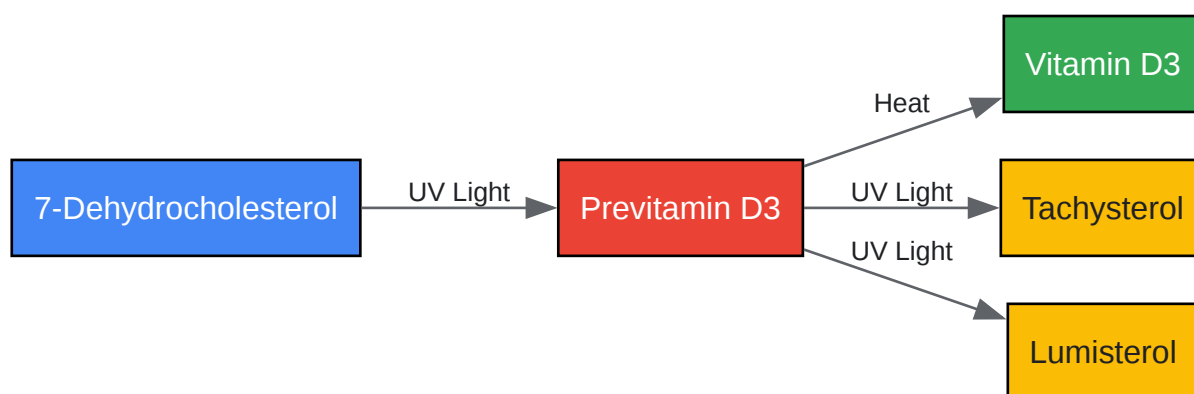 Vitamin D3
Heat
7-Dehydrocholesterol
UV Light
Previtamin D3
UV Light
Tachysterol
UV Light
Lumisterol